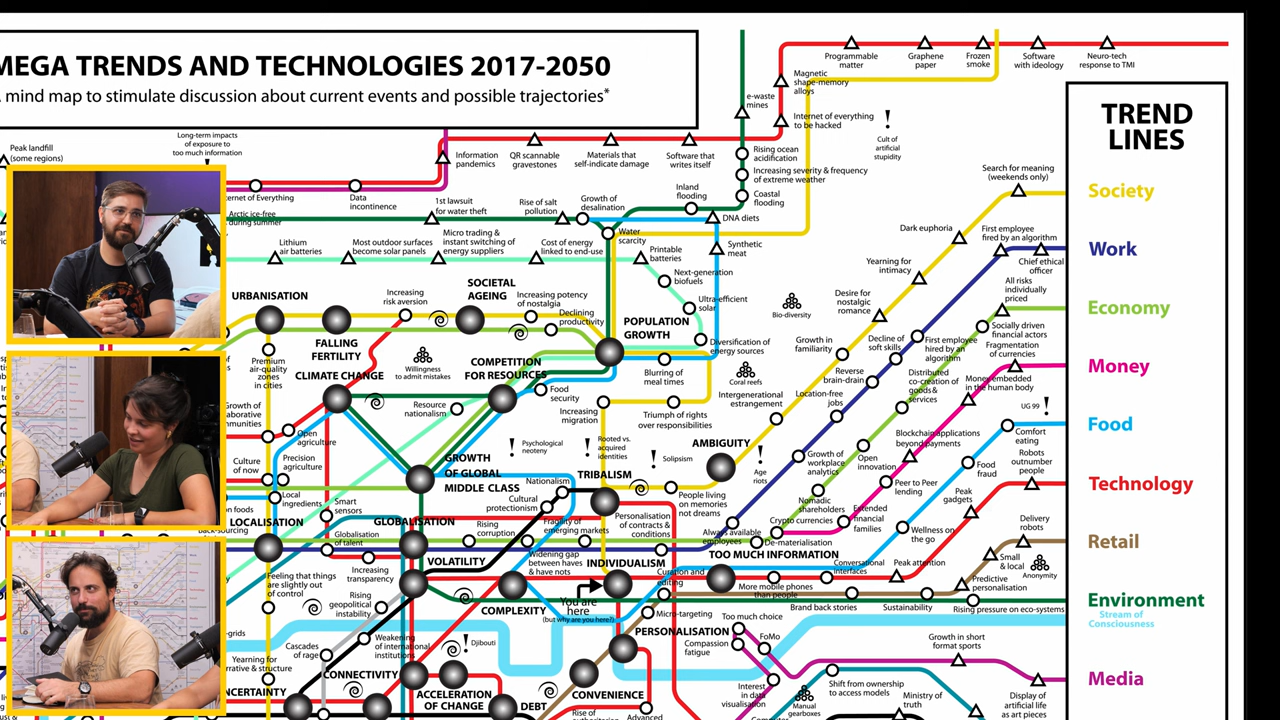 MEGA TRENDS AND TECHNOLOGIES 2017-2050
mind map to stimulate discussion about current events and possible trajectories*
Programmable
matter
Graphene
paper
Frozen
smoke
Software
with ideology
Neuro-tech
response to TMI
Magnetic
shape-memory
alloys
e-waste
mines
Internet of everything
to be hacked
Cult of
artificial
stupidity
TREND
LINES
Society
Work
Economy
Money
Food
Technology
Retail
Environment
Stream of
Consciousness
Media
Peak landfill
(some regions)
Long-term impacts
of exposure to
too much information
Information
pandemics
QR scannable
gravestones
Materials that
self-indicate damage
Software that
writes itself
Rising ocean
acidification
Increasing severity & frequency
of extreme weather
Coastal
flooding
Inland
flooding
ernet of Everything
Data
incontinence
Arctic ice-free
during summer
1st lawsuit
for water theft
Rise of salt
pollution
Growth of
desalination
DNA diets
Water
scarcity
Synthetic
meat
Lithium
air batteries
Most outdoor surfaces
become solar panels
Micro trading &
instant switching of
energy suppliers
Cost of energy
linked to end-use
Printable
batteries
Next-generation
biofuels
Ultra-efficient
solar
Diversification of
energy sources
Bio-diversity
Coral reefs
Search for meaning
(weekends only)
Dark euphoria
First employee
fired by an algorithm
Chief ethical
officer
Yearning for
intimacy
All risks
individually
priced
Desire for
nostalgic
romance
Socially driven
financial actors
Growth in
familiarity
Decline of
soft skills
First employee
hired by an
algorithm
Fragmentation
of currencies
Reverse
brain-drain
Distributed
co-creation of
goods &
services
Money embedded
in the human body
UG 99
Intergenerational
estrangement
Location-free
jobs
Blockchain applications
beyond payments
Comfort
eating
URBANISATION
FALLING
FERTILITY
Increasing
risk aversion
SOCIETAL
AGEING
Increasing potency
of nostalgia
Declining
productivity
POPULATION
GROWTH
Blurring of
meal times
Premium
air-quality
zones
in cities
CLIMATE CHANGE
Willingness
to admit mistakes
COMPETITION
FOR RESOURCES
Resource
nationalism
Food
security
Increasing
migration
Triumph of rights
over responsibilities
Growth of
aborative
munities
Open
agriculture
Psychological
neoteny
Rooted vs.
acquired
identities
Solipsism
AMBIGUITY
Age
riots
Growth of
workplace
analytics
Open
innovation
Food
fraud
Robots
outnumber
people
Culture
of now
Precision
agriculture
GROWTH
OF GLOBAL
MIDDLE CLASS
Nationalism
TRIBALISM
People living
on memories
not dreams
Nomadic
shareholders
Peer to Peer
lending
Peak
gadgets
Local
ingredients
Smart
sensors
Cultural
protectionism
Personalisation
of contracts &
conditions
Always available
employees
Crypto currencies
Extended
financial
families
Wellness on
the go
Delivery
robots
on foods
back-sourcing
LOCALISATION
GLOBALISATION
Globalisation
of talent
Rising
corruption
Fragility of
emerging markets
De-materialisation
Small
& local
Anonymity
Increasing
transparency
VOLATILITY
Widening gap
between haves
& have nots
INDIVIDUALISM
TOO MUCH INFORMATION
Curation and
editing
More mobile phones
than people
Conversational
interfaces
Peak attention
Predictive
personalisation
Feeling that things
are slightly out
of control
Rising
geopolitical
instability
COMPLEXITY
You are
here
(but why are you here?)
Micro-targeting
Brand back stories
Sustainability
Rising pressure on eco-systems
-grids
Cascades
of rage
Weakening
of international
institutions
Djibouti
PERSONALISATION
Compassion
fatigue
Too much choice
FoMo
Growth in short
format sports
Yearning for
rative & structure
CONNECTIVITY
ACCELERATION
OF CHANGE
CONVENIENCE
Interest
in data
visualisation
Shift from ownership
to access models
Manual
gearboxes
Ministry of
truth
Display of
artificial life
as art pieces
NCERTAINTY
DEBT
Rise of
Advanced